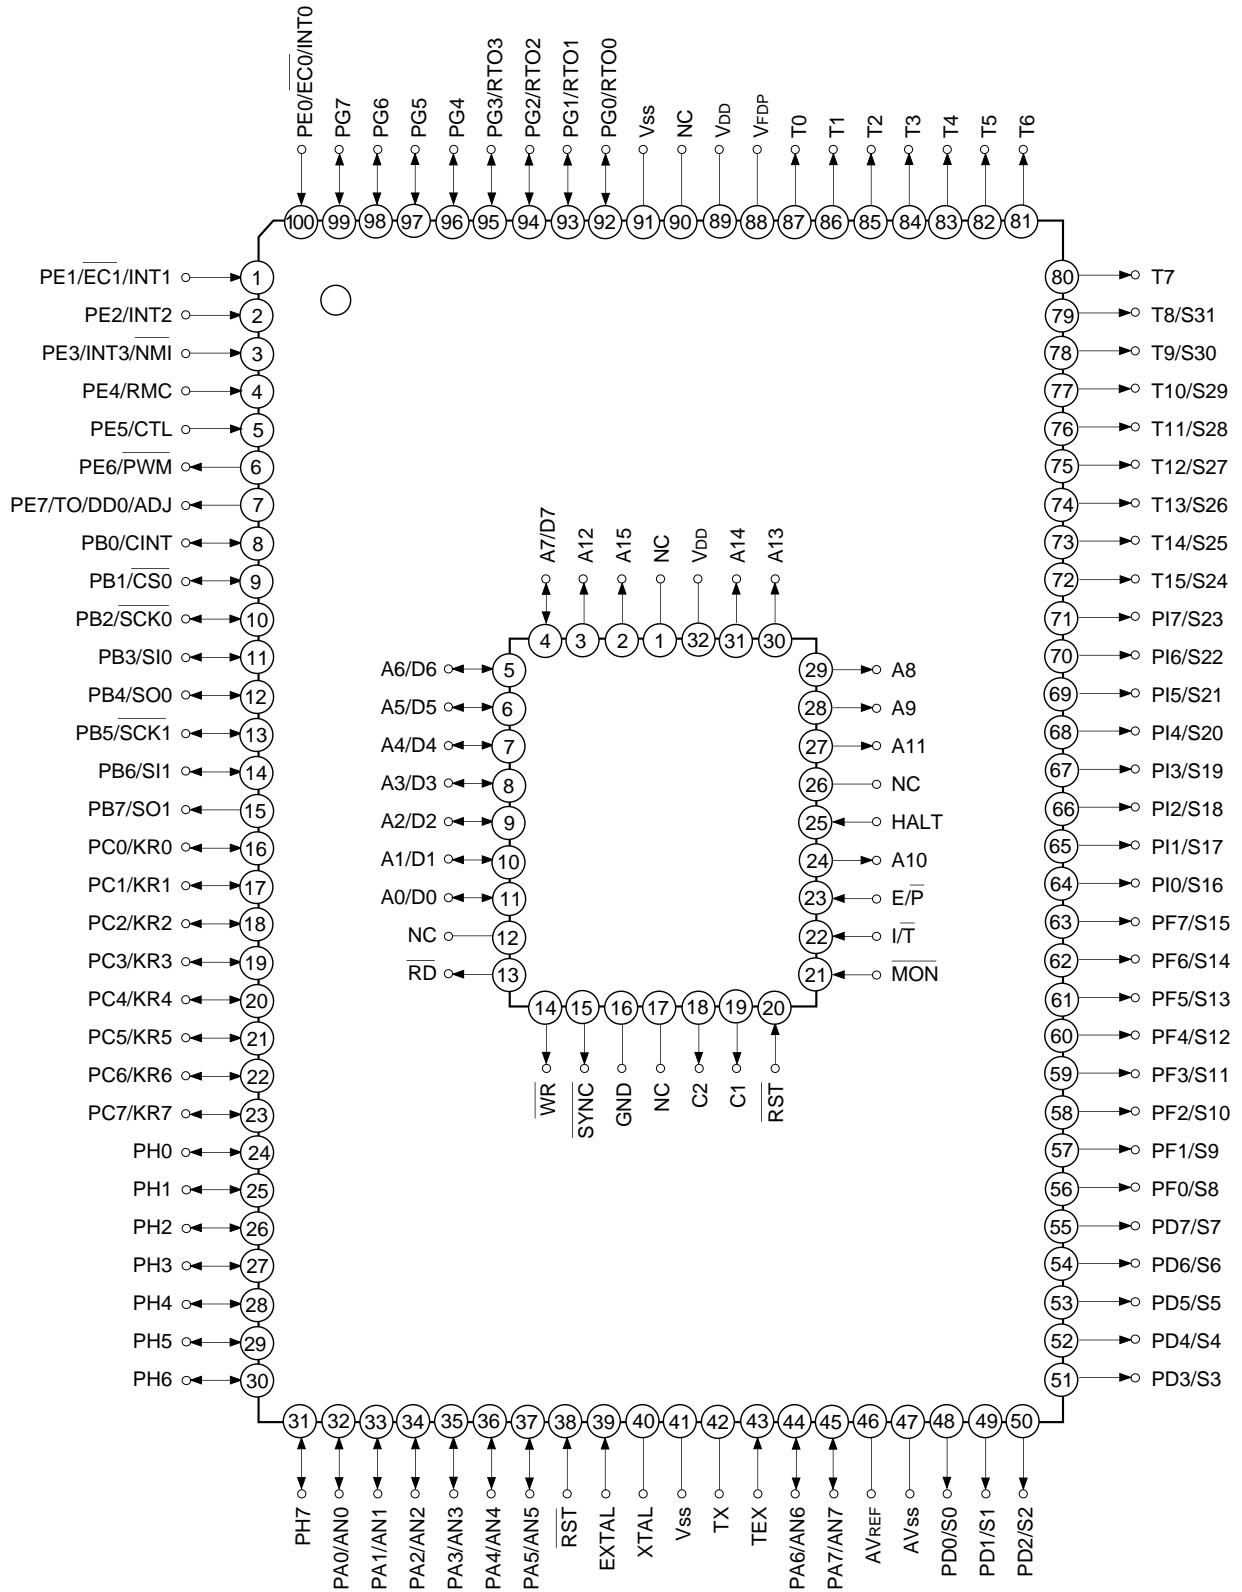 PE0/EC0/INT0
PG7
PG6
PG5
PG4
PG3/RTO3
PG2/RTO2
PG1/RTO1
PG0/RTO0
Vss
NC
VDD
VFDP
T0
T1
T2
T3
T4
T5
T6
100
99
98
97
96
95
94
93
92
91
90
89
88
87
86
85
84
83
82
81
PE1/EC1/INT1 1
PE2/INT2 2
PE3/INT3/NMI 3
PE4/RMC 4
PE5/CTL 5
PE6/PWM 6
PE7/TO/DD0/ADJ 7
PB0/CINT 8
PB1/CS0 9
PB2/SCK0 10
PB3/SI0 11
PB4/SO0 12
PB5/SCK1 13
PB6/SI1 14
PB7/SO1 15
PC0/KR0 16
PC1/KR1 17
PC2/KR2 18
PC3/KR3 19
PC4/KR4 20
PC5/KR5 21
PC6/KR6 22
PC7/KR7 23
PH0 24
PH1 25
PH2 26
PH3 27
PH4 28
PH5 29
PH6 30
A7/D7
A12
A15
NC
VDD
A14
A13
4
3
2
1
32
31
30
A6/D6 5
A5/D5 6
A4/D4 7
A3/D3 8
A2/D2 9
A1/D1 10
A0/D0 11
NC 12
RD 13
29 A8
28 A9
27 A11
26 NC
25 HALT
24 A10
23 E/P
22 I/T
21 MON
14
15
16
17
18
19
20
WR
SYNC
GND
NC
C2
C1
RST
80 T7
79 T8/S31
78 T9/S30
77 T10/S29
76 T11/S28
75 T12/S27
74 T13/S26
73 T14/S25
72 T15/S24
71 PI7/S23
70 PI6/S22
69 PI5/S21
68 PI4/S20
67 PI3/S19
66 PI2/S18
65 PI1/S17
64 PI0/S16
63 PF7/S15
62 PF6/S14
61 PF5/S13
60 PF4/S12
59 PF3/S11
58 PF2/S10
57 PF1/S9
56 PF0/S8
55 PD7/S7
54 PD6/S6
53 PD5/S5
52 PD4/S4
51 PD3/S3
31
32
33
34
35
36
37
38
39
40
41
42
43
44
45
46
47
48
49
50
PH7
PA0/AN0
PA1/AN1
PA2/AN2
PA3/AN3
PA4/AN4
PA5/AN5
RST
EXTAL
XTAL
Vss
TX
TEX
PA6/AN6
PA7/AN7
AVREF
AVss
PD0/S0
PD1/S1
PD2/S2